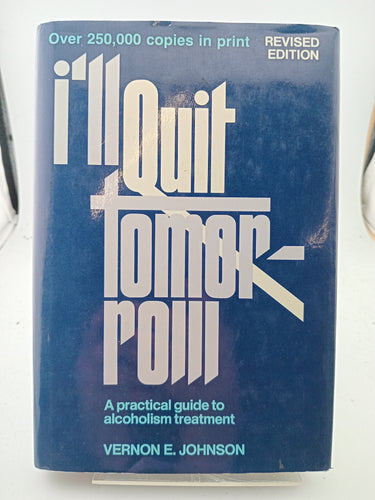 Over 250,000 copies in print
REVISED
EDITION
i'll
Quit
tomor-
row
A practical guide to
alcoholism treatment
VERNON E. JOHNSON